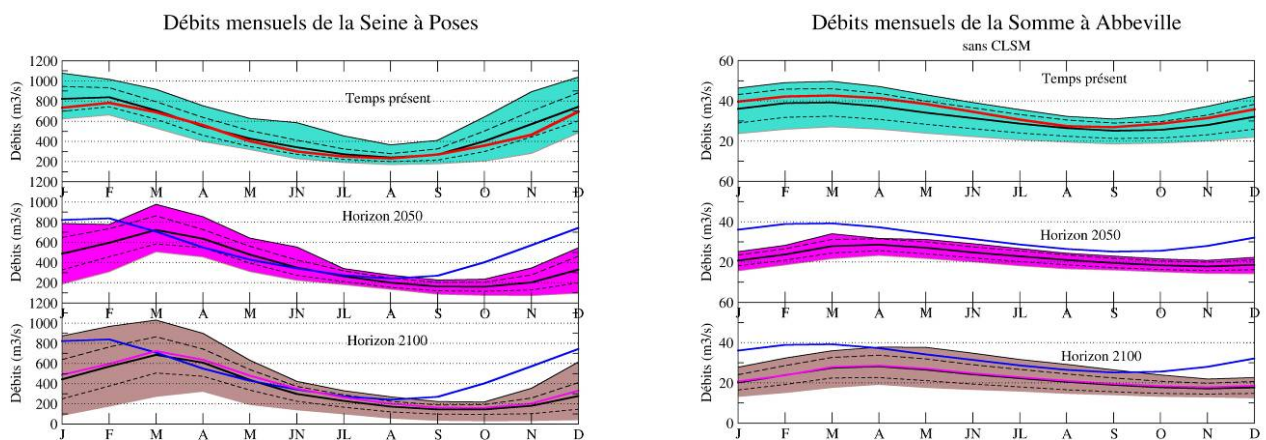 Débits mensuels de la Seine à Poses
Débits (m3/s)
1200
1000
800
600
400
200
Temps présent
J F M A M JN JL A S O N D
Débits (m3/s)
1200
1000
800
600
400
200
Horizon 2050
J F M A M JN JL A S O N D
Débits (m3/s)
1200
1000
800
600
400
200
0
Horizon 2100
J F M A M JN JL A S O N D
Débits mensuels de la Somme à Abbeville
sans CLSM
Débits (m3/s)
60
40
20
Temps présent
J F M A M JN JL A S O N D
Débits (m3/s)
60
40
20
Horizon 2050
J F M A M JN JL A S O N D
Débits (m3/s)
60
40
20
0
Horizon 2100
J F M A M JN JL A S O N D